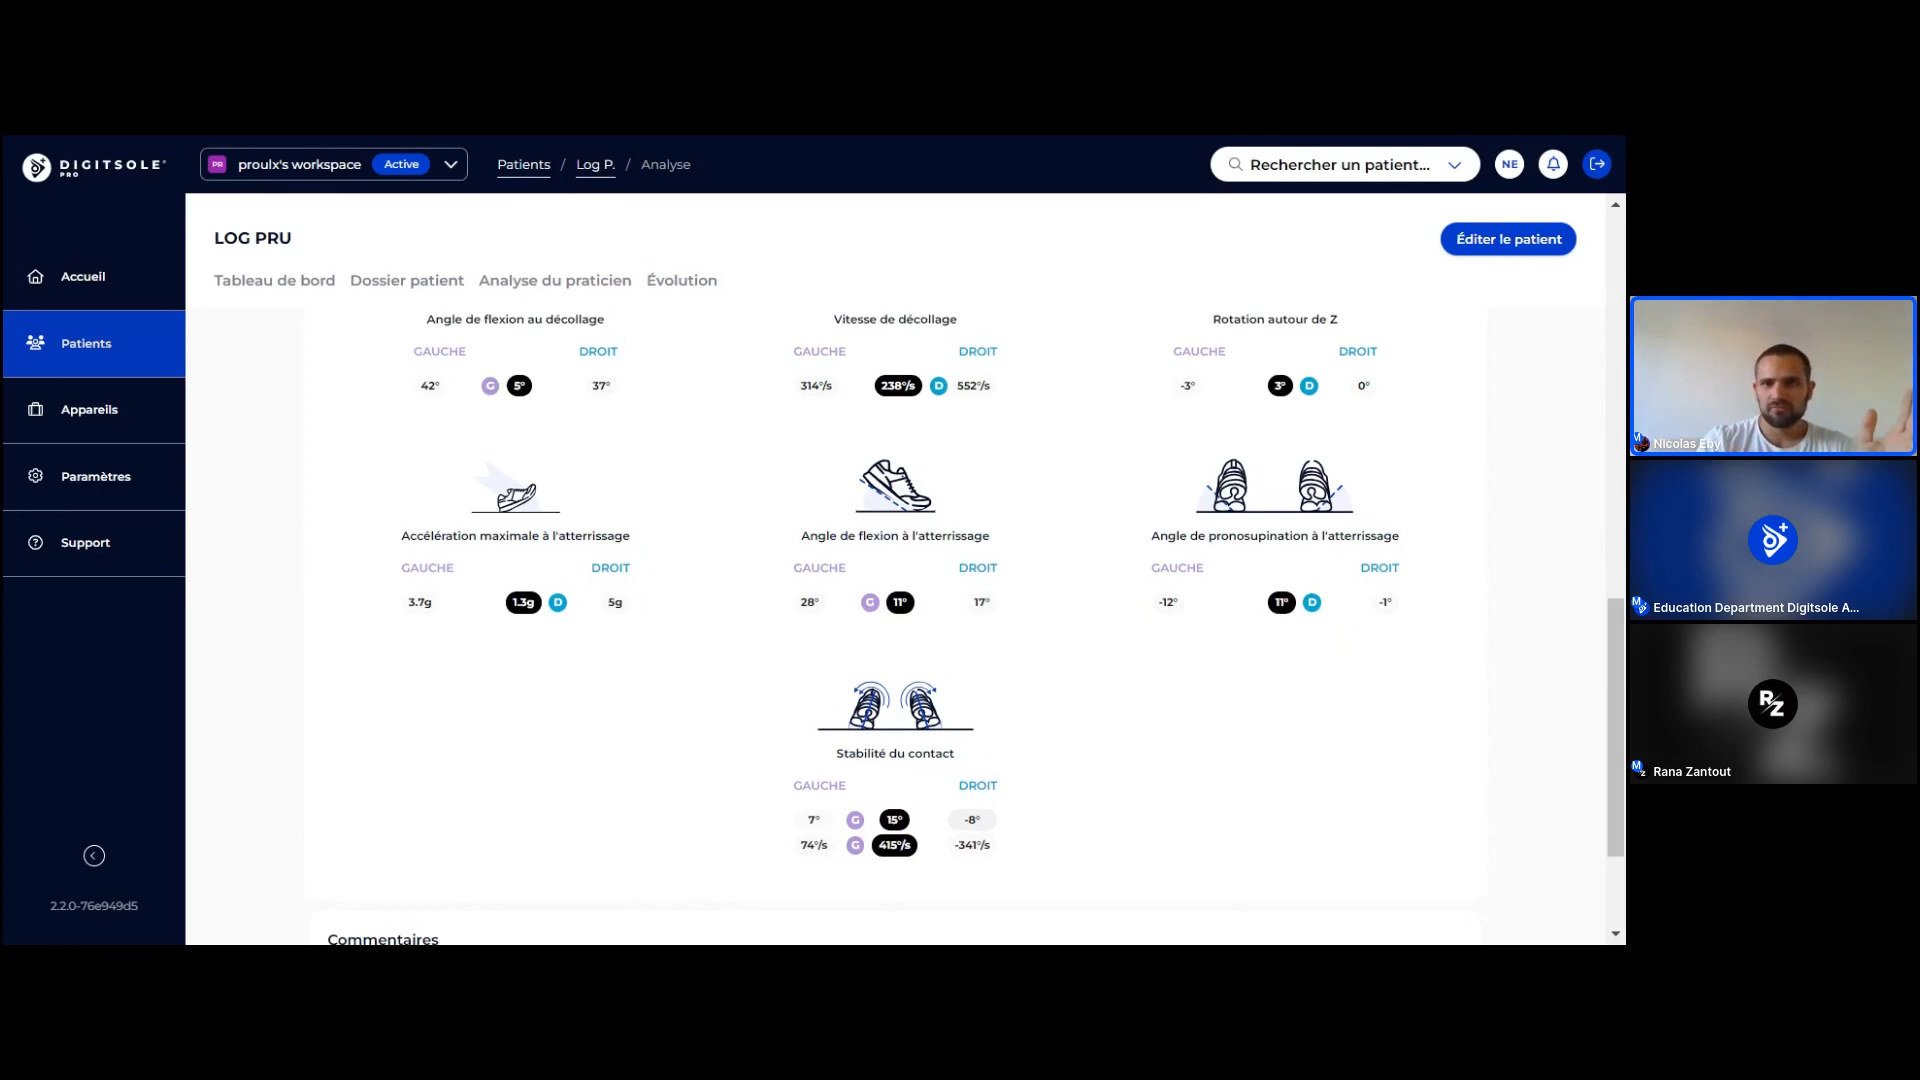 DIGITSOLE®
PRO
PR proulx's workspace Active
Patients / Log P. / Analyse
Rechercher un patient...
NE
LOG PRU
Éditer le patient
Tableau de bord Dossier patient Analyse du praticien Évolution
Accueil
Patients
Appareils
Paramètres
Support
2.2.0-76e949d5
Angle de flexion au décollage
GAUCHE DROIT
42° G 5° 37°
Vitesse de décollage
GAUCHE DROIT
314°/s 238°/s D 552°/s
Rotation autour de Z
GAUCHE DROIT
-3° 3° D 0°
Accélération maximale à l'atterrissage
GAUCHE DROIT
3.7g 1.3g D 5g
Angle de flexion à l'atterrissage
GAUCHE DROIT
28° G 11° 17°
Angle de pronosupination à l'atterrissage
GAUCHE DROIT
-12° 11° D -1°
Stabilité du contact
GAUCHE DROIT
7° G 15° -8°
74°/s G 415°/s -341°/s
Commentaires
Nicolas Eby
Education Department Digitsole A...
RZ
Rana Zantout